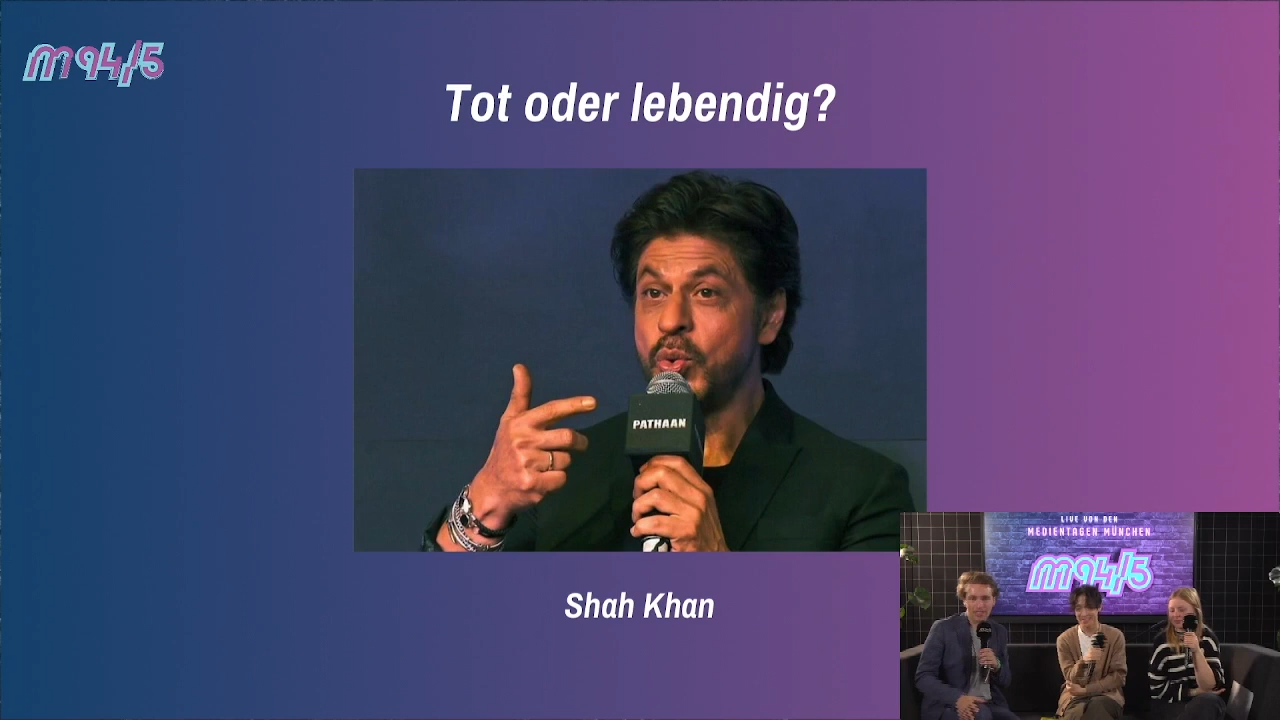 M94/5
Tot oder lebendig?
PATHAAN
Shah Khan
LIVE VON DEN
MEDIENTAGEN MÜNCHEN
M94/5